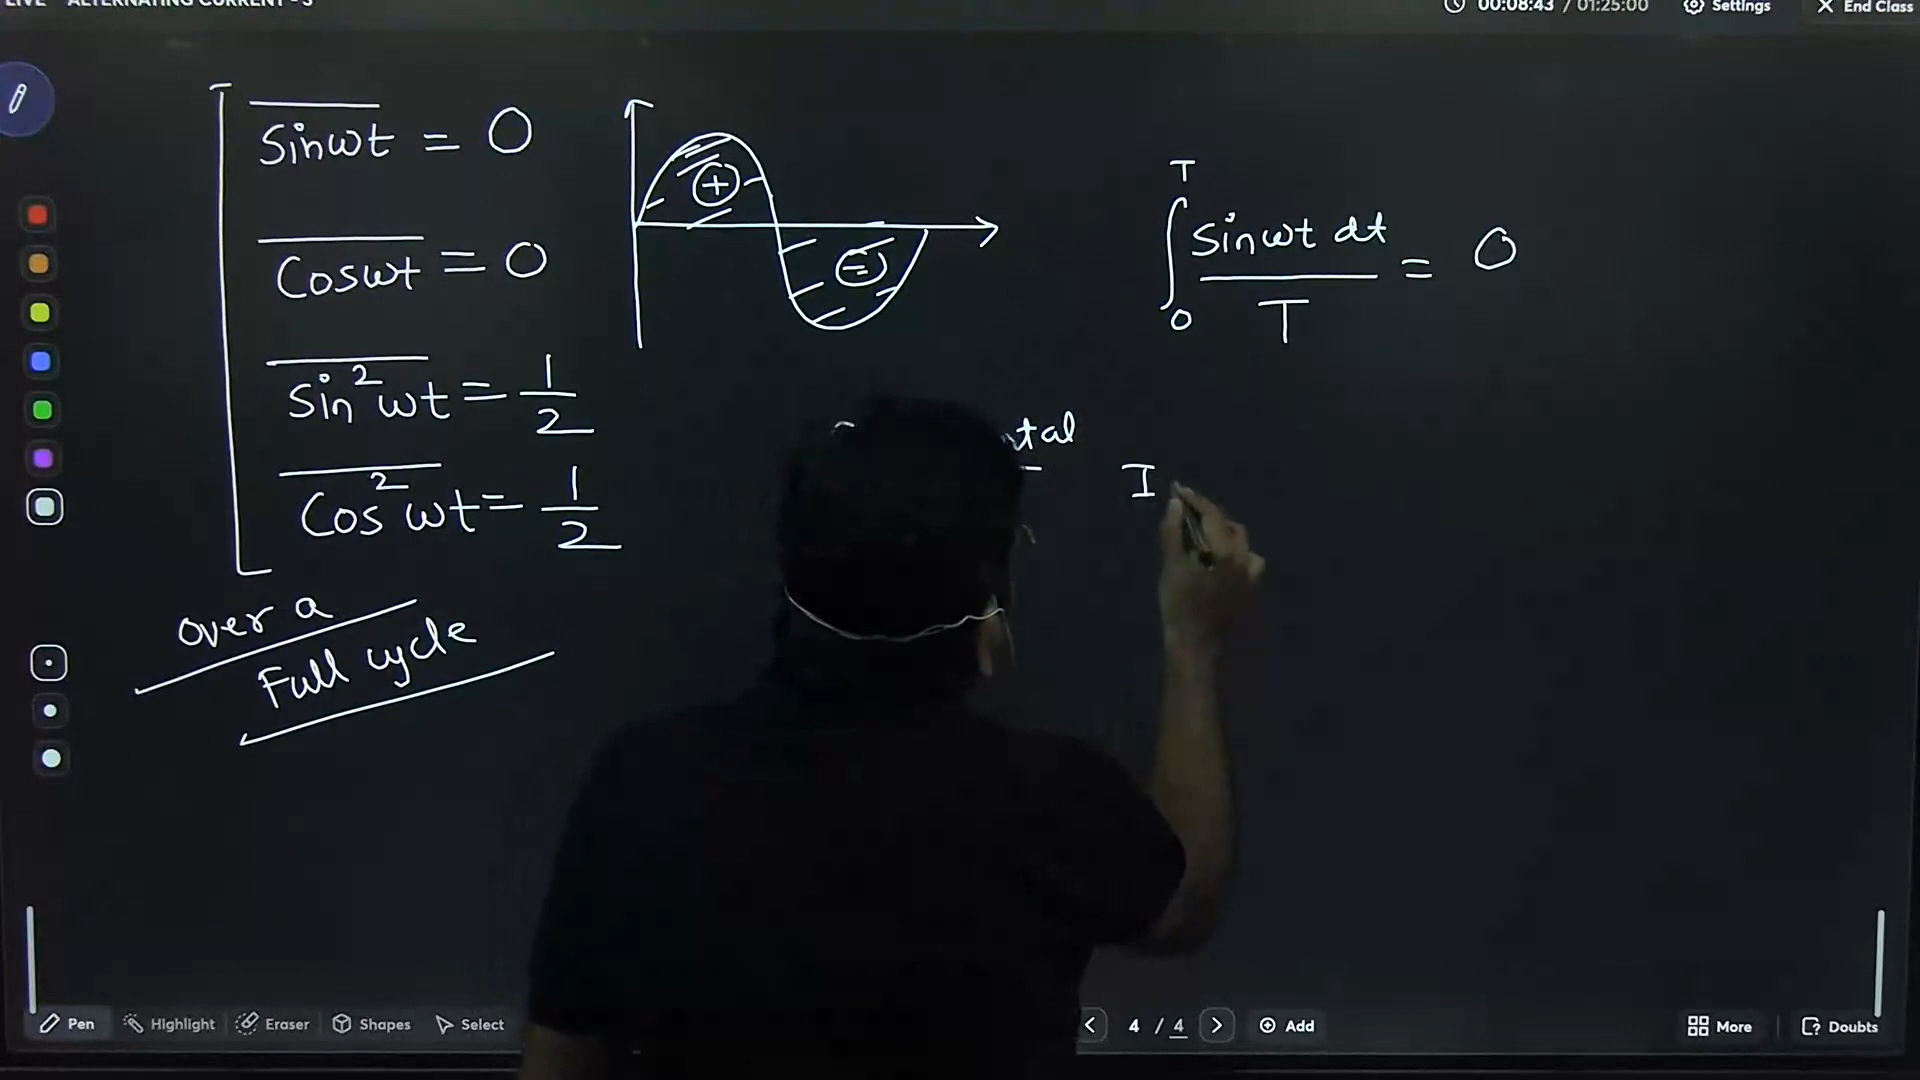 LIVE ALTERNATING CURRENT - 3
00:08:43 / 01:25:00
Settings
End Class
Sinωt = 0
Cosωt = 0
Sin²ωt = 1/2
Cos²ωt = 1/2
over a
Full cycle
+
-
T
∫ Sinωt dt / T = 0
0
I
Pen
Highlight
Eraser
Shapes
Select
4 / 4
Add
More
Doubts